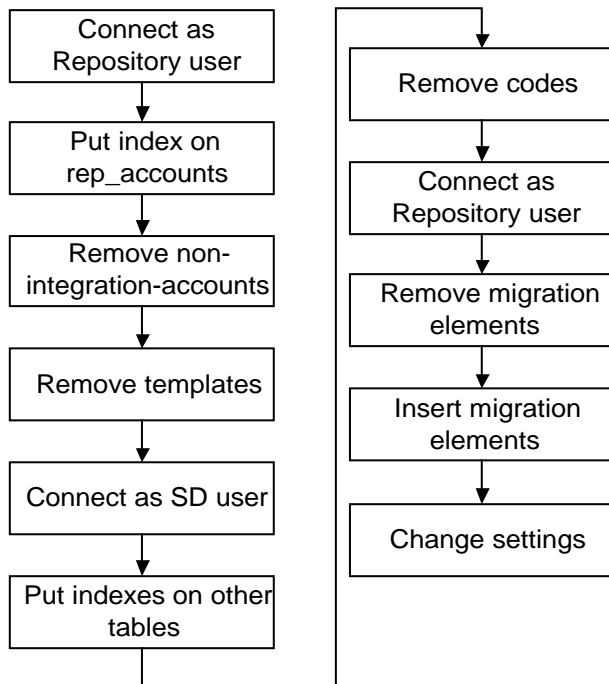 Connect as
Repository user
Put index on
rep_accounts
Remove non-
integration-accounts
Remove templates
Connect as SD user
Put indexes on other
tables
Remove codes
Connect as
Repository user
Remove migration
elements
Insert migration
elements
Change settings